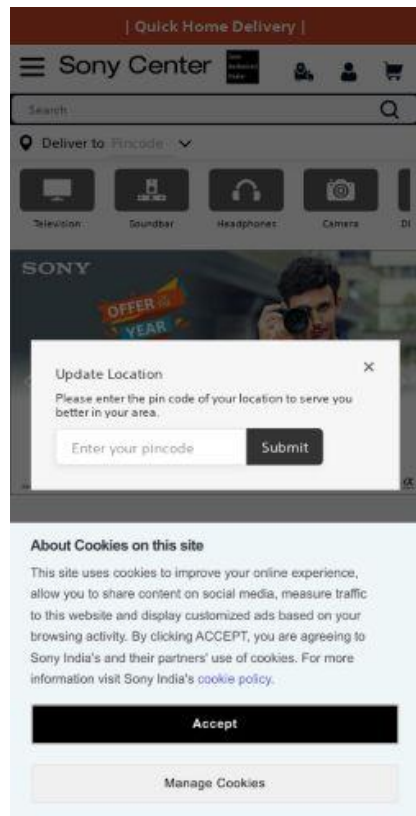 | Quick Home Delivery |
Sony Center
Search
Deliver to Pincode
Television Soundbar Headphones Camera
SONY
OFFER
YEAR
Update Location
Please enter the pin code of your location to serve you
better in your area.
Enter your pincode Submit
α
About Cookies on this site
This site uses cookies to improve your online experience,
allow you to share content on social media, measure traffic
to this website and display customized ads based on your
browsing activity. By clicking ACCEPT, you are agreeing to
Sony India's and their partners' use of cookies. For more
information visit Sony India's cookie policy.
Accept
Manage Cookies